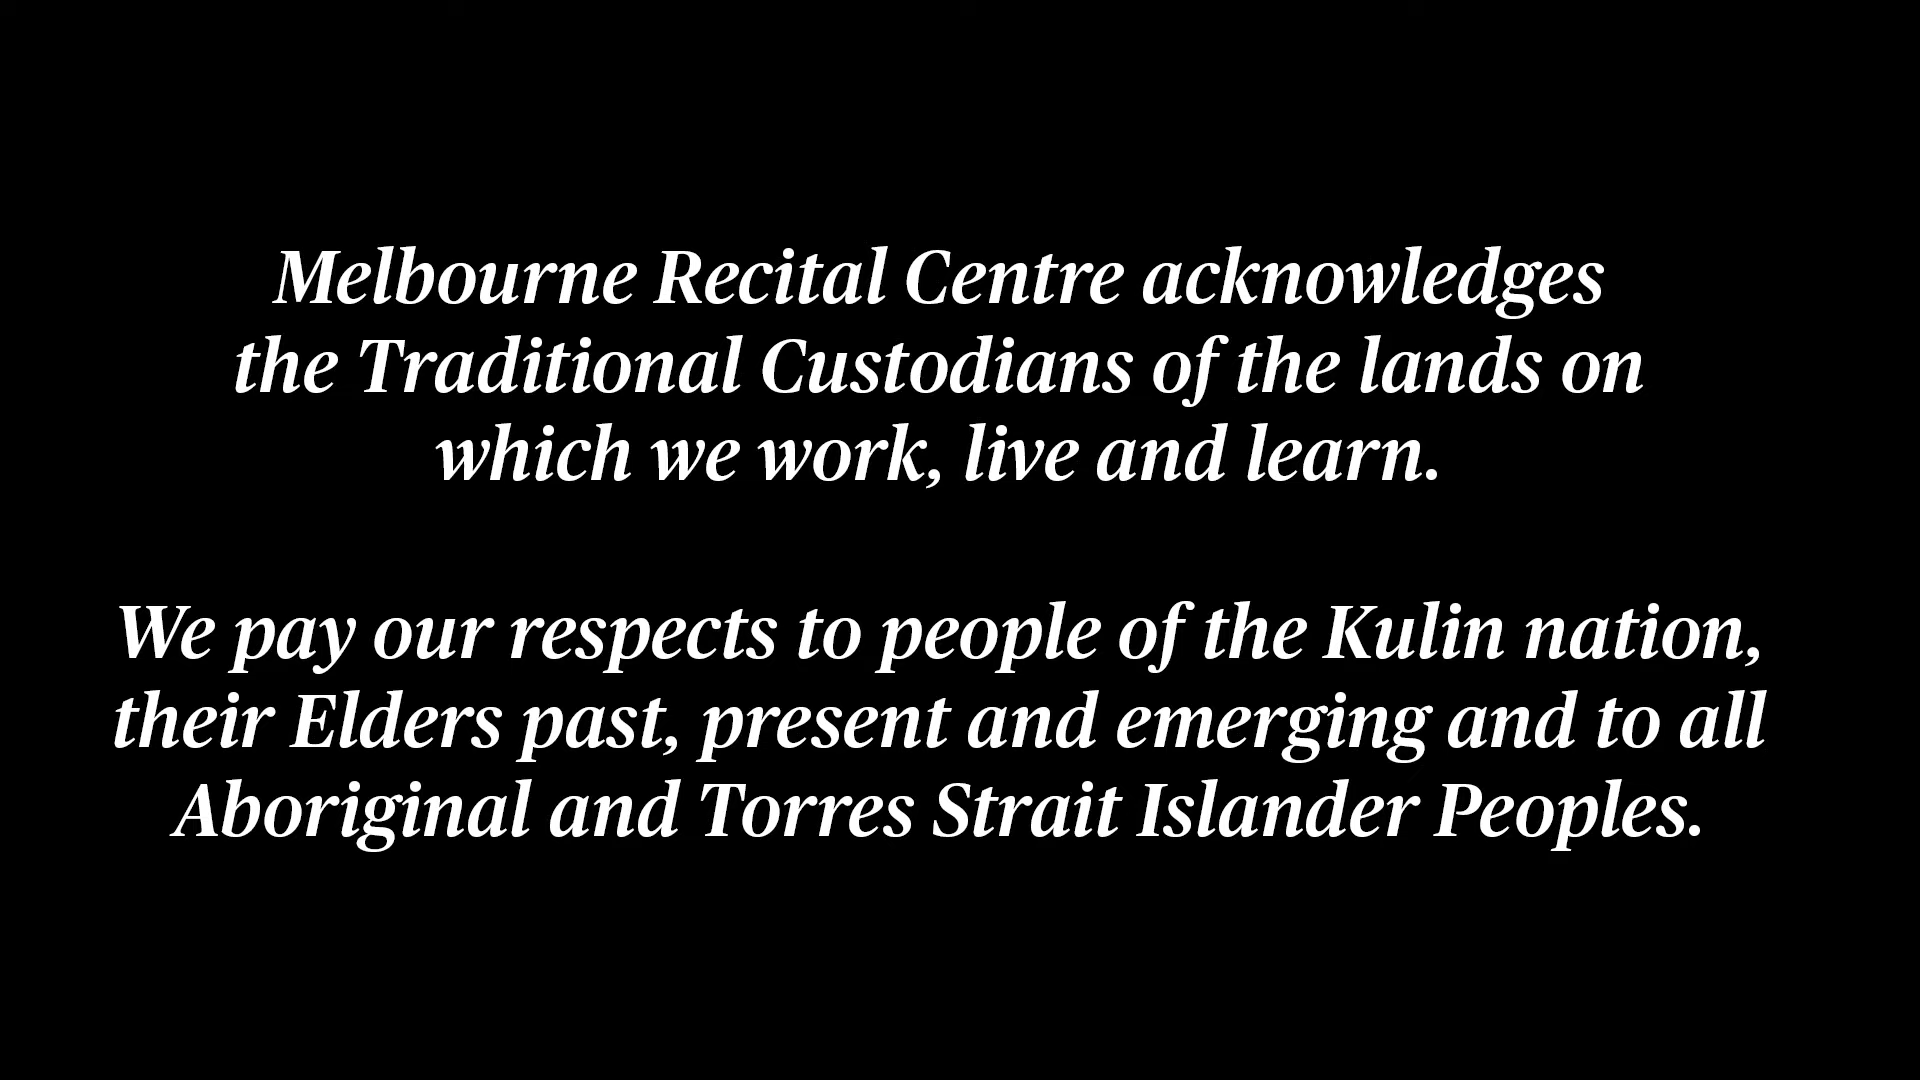 Melbourne Recital Centre acknowledges
the Traditional Custodians of the lands on
which we work, live and learn.
We pay our respects to people of the Kulin nation,
their Elders past, present and emerging and to all
Aboriginal and Torres Strait Islander Peoples.